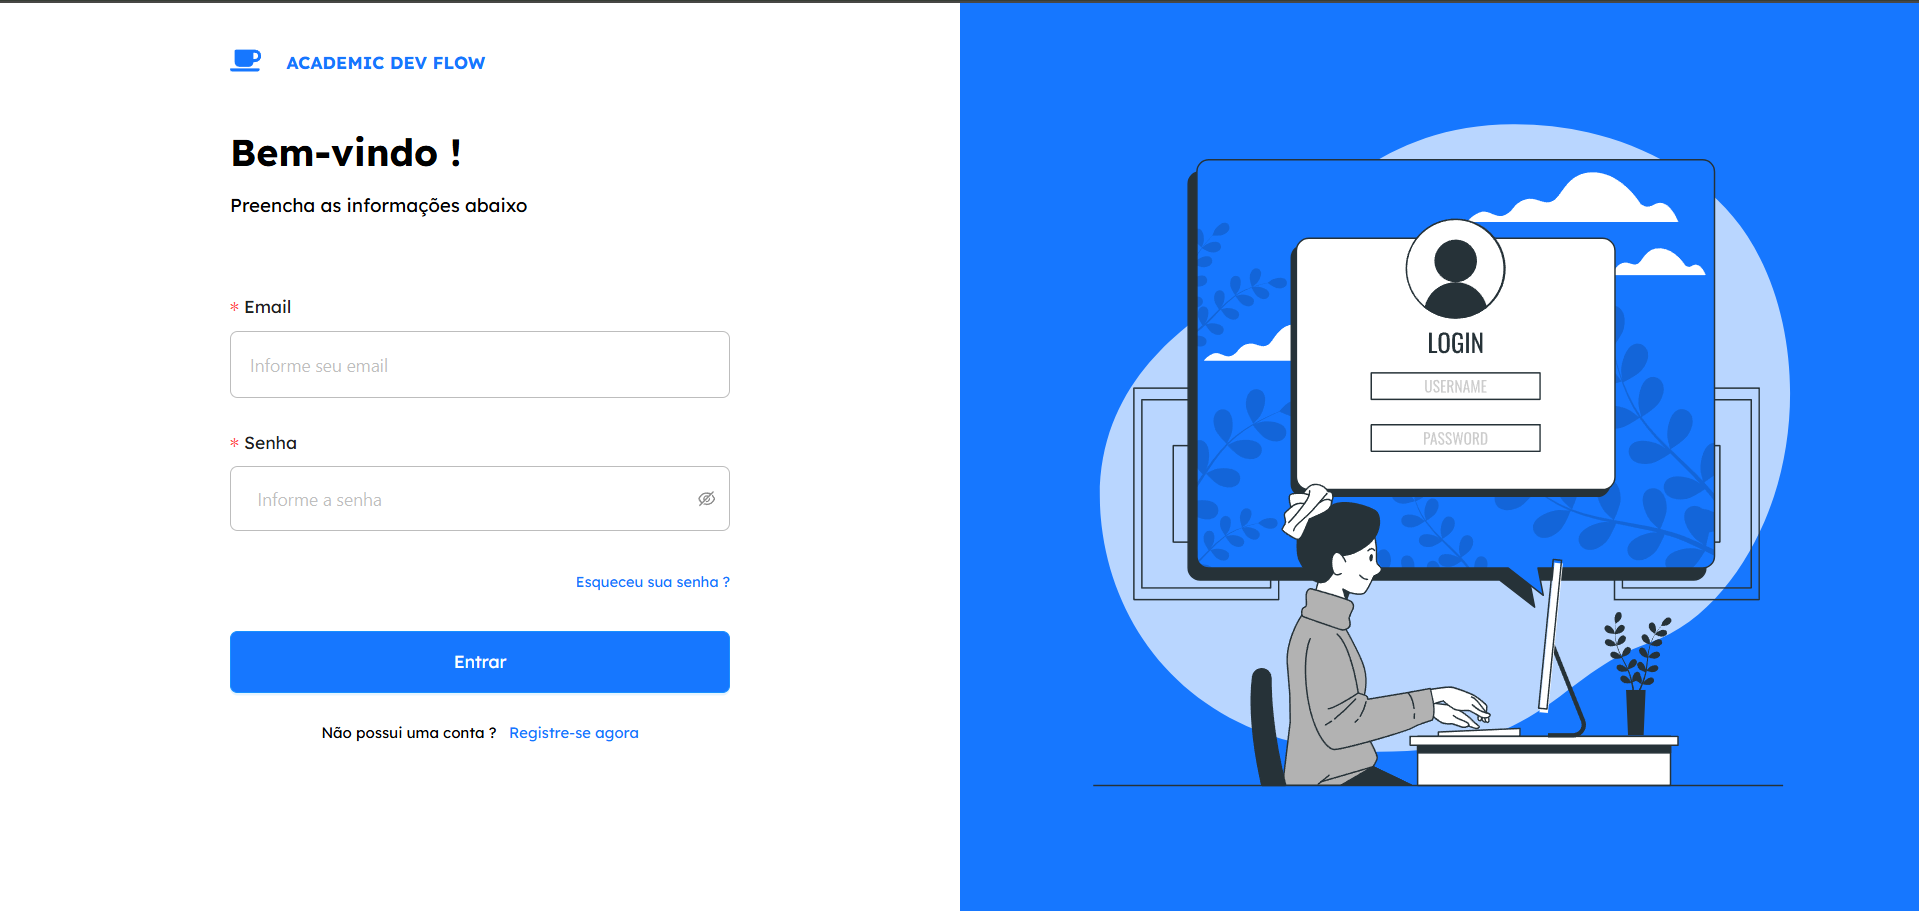 ACADEMIC DEV FLOW
Bem-vindo !
Preencha as informações abaixo
* Email
Informe seu email
* Senha
Informe a senha
Esqueceu sua senha ?
Entrar
Não possui uma conta ? Registre-se agora
LOGIN
USERNAME
PASSWORD